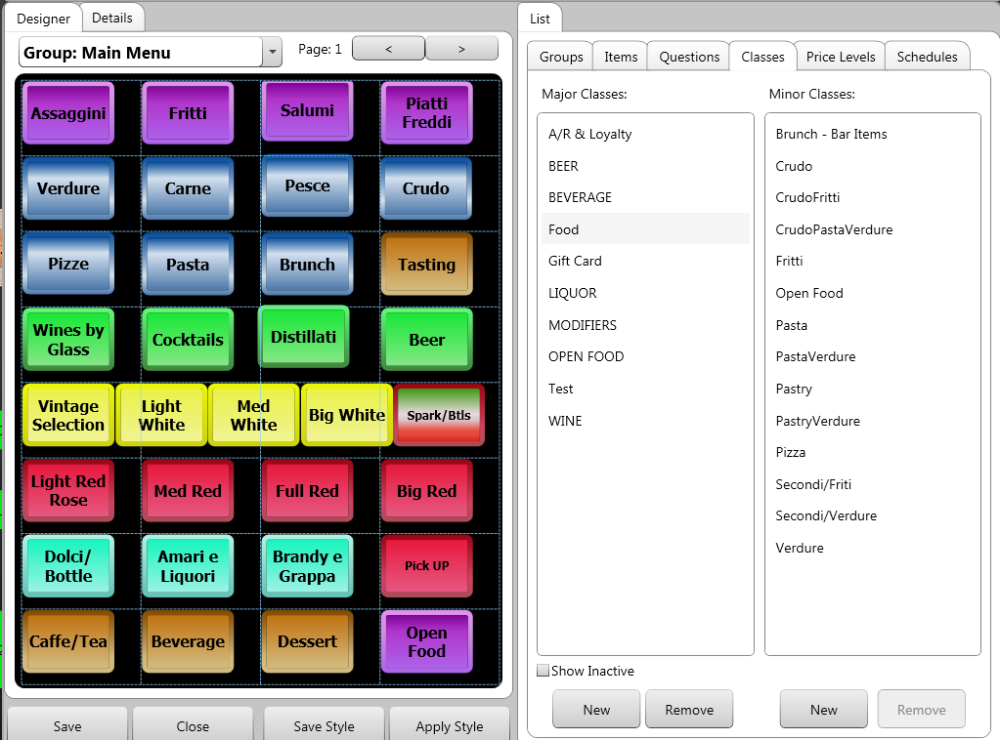 Designer
Details
Group: Main Menu
Page: 1
<
>
Assaggini
Fritti
Salumi
Piatti
Freddi
Verdure
Carne
Pesce
Crudo
Pizze
Pasta
Brunch
Tasting
Wines by
Glass
Cocktails
Distillati
Beer
Vintage
Selection
Light
White
Med
White
Big White
Spark/Btls
Light Red
Rose
Med Red
Full Red
Big Red
Dolci/
Bottle
Amari e
Liquori
Brandy e
Grappa
Pick UP
Caffe/Tea
Beverage
Dessert
Open
Food
Save
Close
Save Style
Apply Style
List
Groups
Items
Questions
Classes
Price Levels
Schedules
Major Classes:
A/R & Loyalty
BEER
BEVERAGE
Food
Gift Card
LIQUOR
MODIFIERS
OPEN FOOD
Test
WINE
Minor Classes:
Brunch - Bar Items
Crudo
CrudoFritti
CrudoPastaVerdure
Fritti
Open Food
Pasta
PastaVerdure
Pastry
PastryVerdure
Pizza
Secondi/Friti
Secondi/Verdure
Verdure
Show Inactive
New
Remove
New
Remove